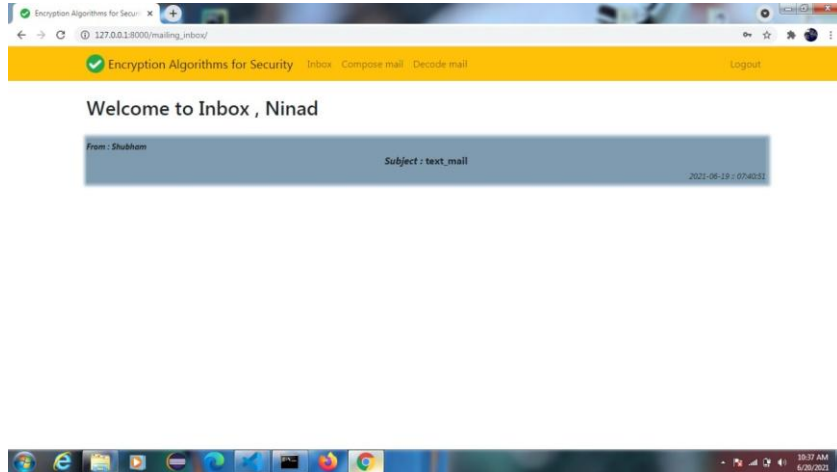 Encryption Algorithms for Secur
127.0.0.1:8000/mailing_inbox/
Encryption Algorithms for Security Inbox Compose mail Decode mail Logout
Welcome to Inbox , Ninad
From : Shubham
Subject : text_mail
2021-06-19 :: 07:40:51
10:37 AM
6/20/2021